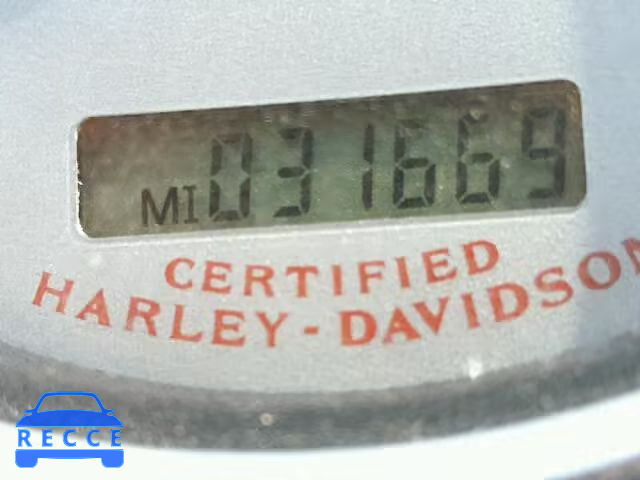 MI 031669
CERTIFIED
HARLEY-DAVIDSON
RECCE